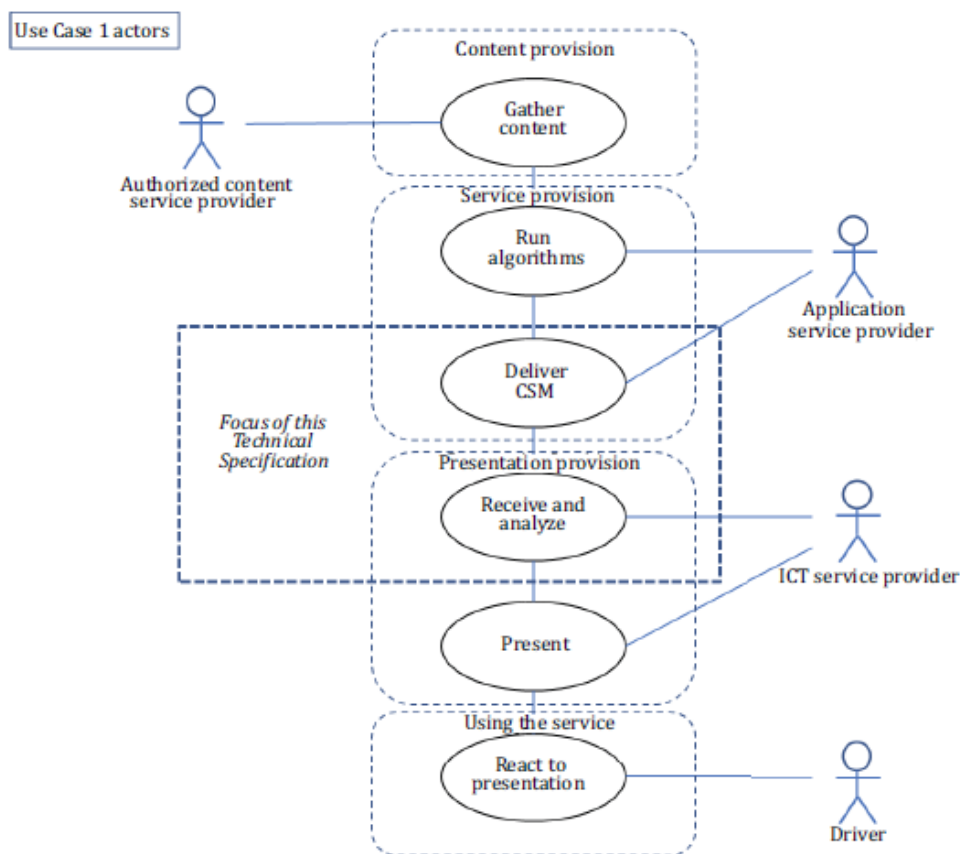 Use Case 1 actors
Content provision
Gather
content
Authorized content
service provider
Service provision
Run
algorithms
Application
service provider
Deliver
CSM
Focus of this
Technical
Specification
Presentation provision
Receive and
analyze
ICT service provider
Present
Using the service
React to
presentation
Driver